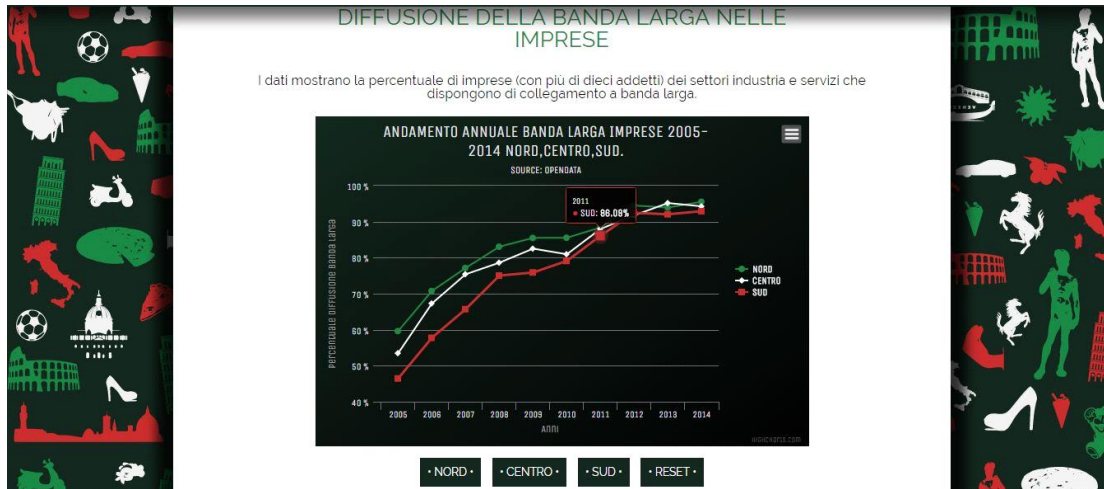 DIFFUSIONE DELLA BANDA LARGA NELLE
IMPRESE
I dati mostrano la percentuale di imprese (con più di dieci addetti) dei settori industria e servizi che
dispongono di collegamento a banda larga.
ANDAMENTO ANNUALE BANDA LARGA IMPRESE 2005-
2014 NORD,CENTRO,SUD.
SOURCE: OPENDATA
100 %
90 %
80 %
70 %
60 %
50 %
40 %
Percentuale Diffusione Banda Larga
2011
SUD: 86.09%
NORD
CENTRO
SUD
2005 2006 2007 2008 2009 2010 2011 2012 2013 2014
ANNI
HIGHCHARTS.COM
• NORD • • CENTRO • • SUD • • RESET •